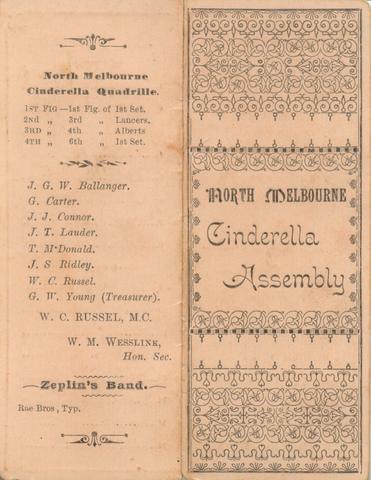 North Melbourne
Cinderella Quadrille.
1ST FIG —1st Fig. of 1st Set.
2nd „ 3rd „ Lancers.
3RD „ 4th „ Alberts
4TH „ 6th „ 1st Set.
J. G. W. Ballanger.
G. Carter.
J. J. Connor.
J. T. Lauder.
T. McDonald.
J. S Ridley.
W. C. Russel.
G. W. Young (Treasurer).
W. C. RUSSEL, M.C.
W. M. WESSLINK,
Hon. Sec.
Zeplin's Band.
Rae Bros, Typ.
NORTH MELBOURNE
Cinderella
Assembly